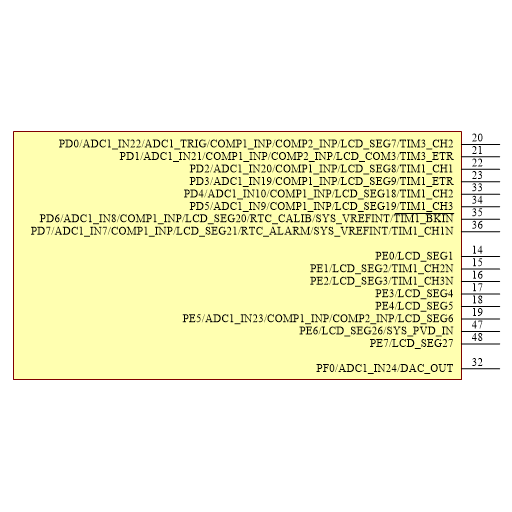 PD0/ADC1_IN22/ADC1_TRIG/COMP1_INP/COMP2_INP/LCD_SEG7/TIM3_CH2 20
PD1/ADC1_IN21/COMP1_INP/COMP2_INP/LCD_COM3/TIM3_ETR 21
PD2/ADC1_IN20/COMP1_INP/LCD_SEG8/TIM1_CH1 22
PD3/ADC1_IN19/COMP1_INP/LCD_SEG9/TIM1_ETR 23
PD4/ADC1_IN10/COMP1_INP/LCD_SEG18/TIM1_CH2 33
PD5/ADC1_IN9/COMP1_INP/LCD_SEG19/TIM1_CH3 34
PD6/ADC1_IN8/COMP1_INP/LCD_SEG20/RTC_CALIB/SYS_VREFINT/TIM1_BKIN 35
PD7/ADC1_IN7/COMP1_INP/LCD_SEG21/RTC_ALARM/SYS_VREFINT/TIM1_CH1N 36
PE0/LCD_SEG1 14
PE1/LCD_SEG2/TIM1_CH2N 15
PE2/LCD_SEG3/TIM1_CH3N 16
PE3/LCD_SEG4 17
PE4/LCD_SEG5 18
PE5/ADC1_IN23/COMP1_INP/COMP2_INP/LCD_SEG6 19
PE6/LCD_SEG26/SYS_PVD_IN 47
PE7/LCD_SEG27 48
PF0/ADC1_IN24/DAC_OUT 32